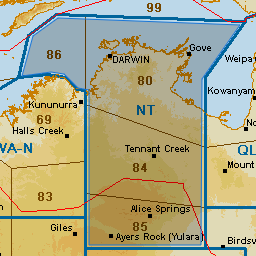 99
86
DARWIN
Gove
Weipa
80
Kununurra
Kowanyam
NT
69
Halls Creek
Norm
WA-N
Tennant Creek
QL
84
Mount
83
Alice Springs
Giles
85
Ayers Rock (Yulara)
Birdsv